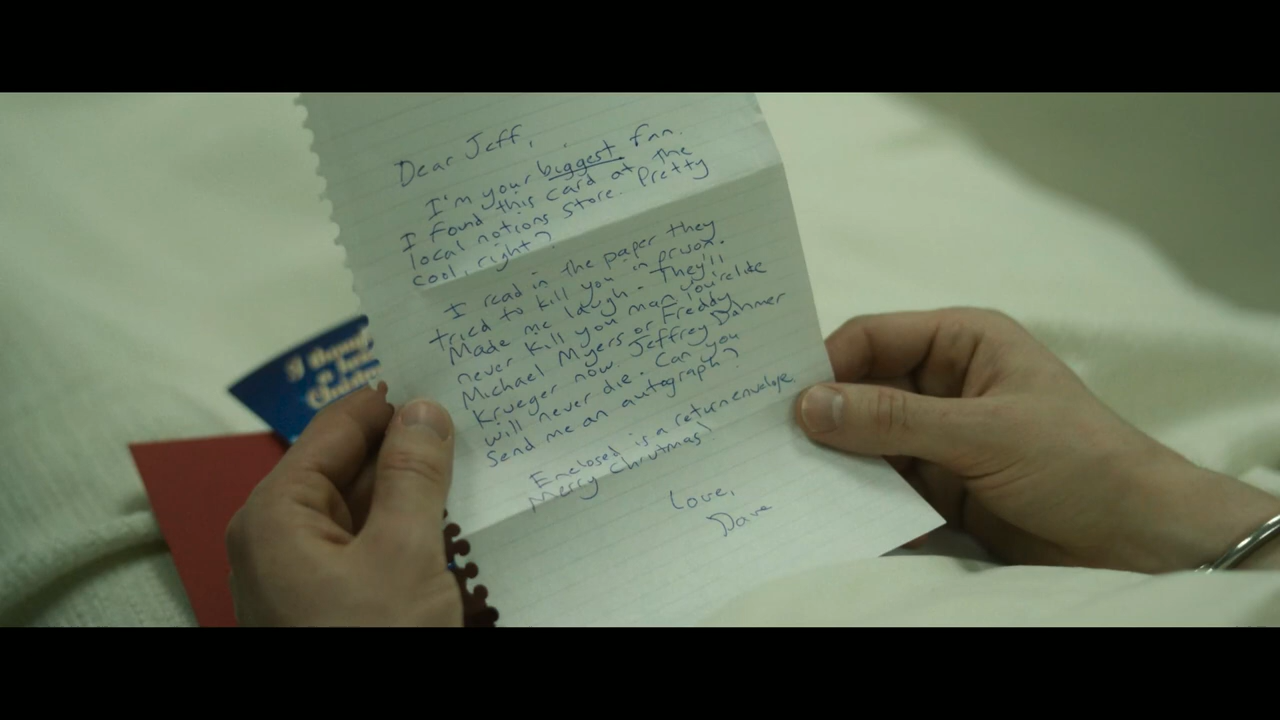 Dear Jeff,
I'm your biggest fan.
I found this card at the
local notions store. Pretty
cool, right?
I read in the paper they
tried to kill you in prison.
Made me laugh. They'll
never kill you man. You're like
Michael Myers or Freddy
Krueger now. Jeffrey Dahmer
will never die. Can you
Send me an autograph?
Enclosed is a return envelope.
Merry Christmas!
Love,
Dave
I
a